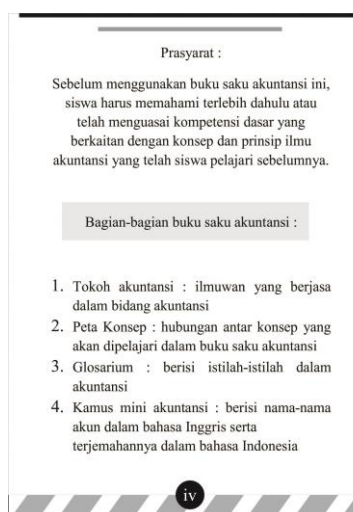 Prasyarat :
Sebelum menggunakan buku saku akuntansi ini,
siswa harus memahami terlebih dahulu atau
telah menguasai kompetensi dasar yang
berkaitan dengan konsep dan prinsip ilmu
akuntansi yang telah siswa pelajari sebelumnya.
Bagian-bagian buku saku akuntansi :
1. Tokoh akuntansi : ilmuwan yang berjasa
dalam bidang akuntansi
2. Peta Konsep : hubungan antar konsep yang
akan dipelajari dalam buku saku akuntansi
3. Glosarium : berisi istilah-istilah dalam
akuntansi
4. Kamus mini akuntansi : berisi nama-nama
akun dalam bahasa Inggris serta
terjemahannya dalam bahasa Indonesia
iv